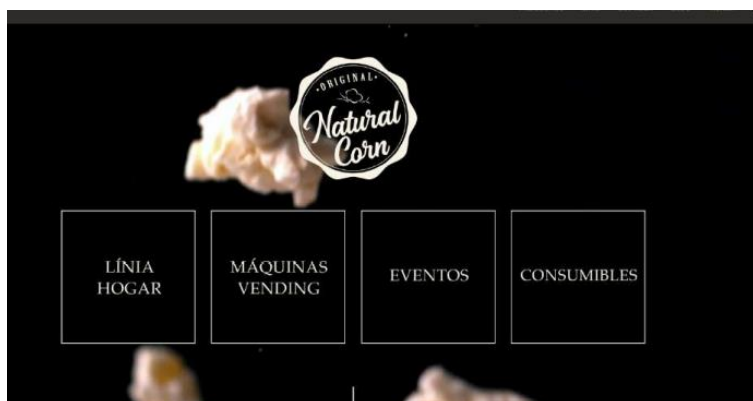 ·ORIGINAL·
Natural
Corn
LÍNIA
HOGAR
MÁQUINAS
VENDING
EVENTOS
CONSUMIBLES